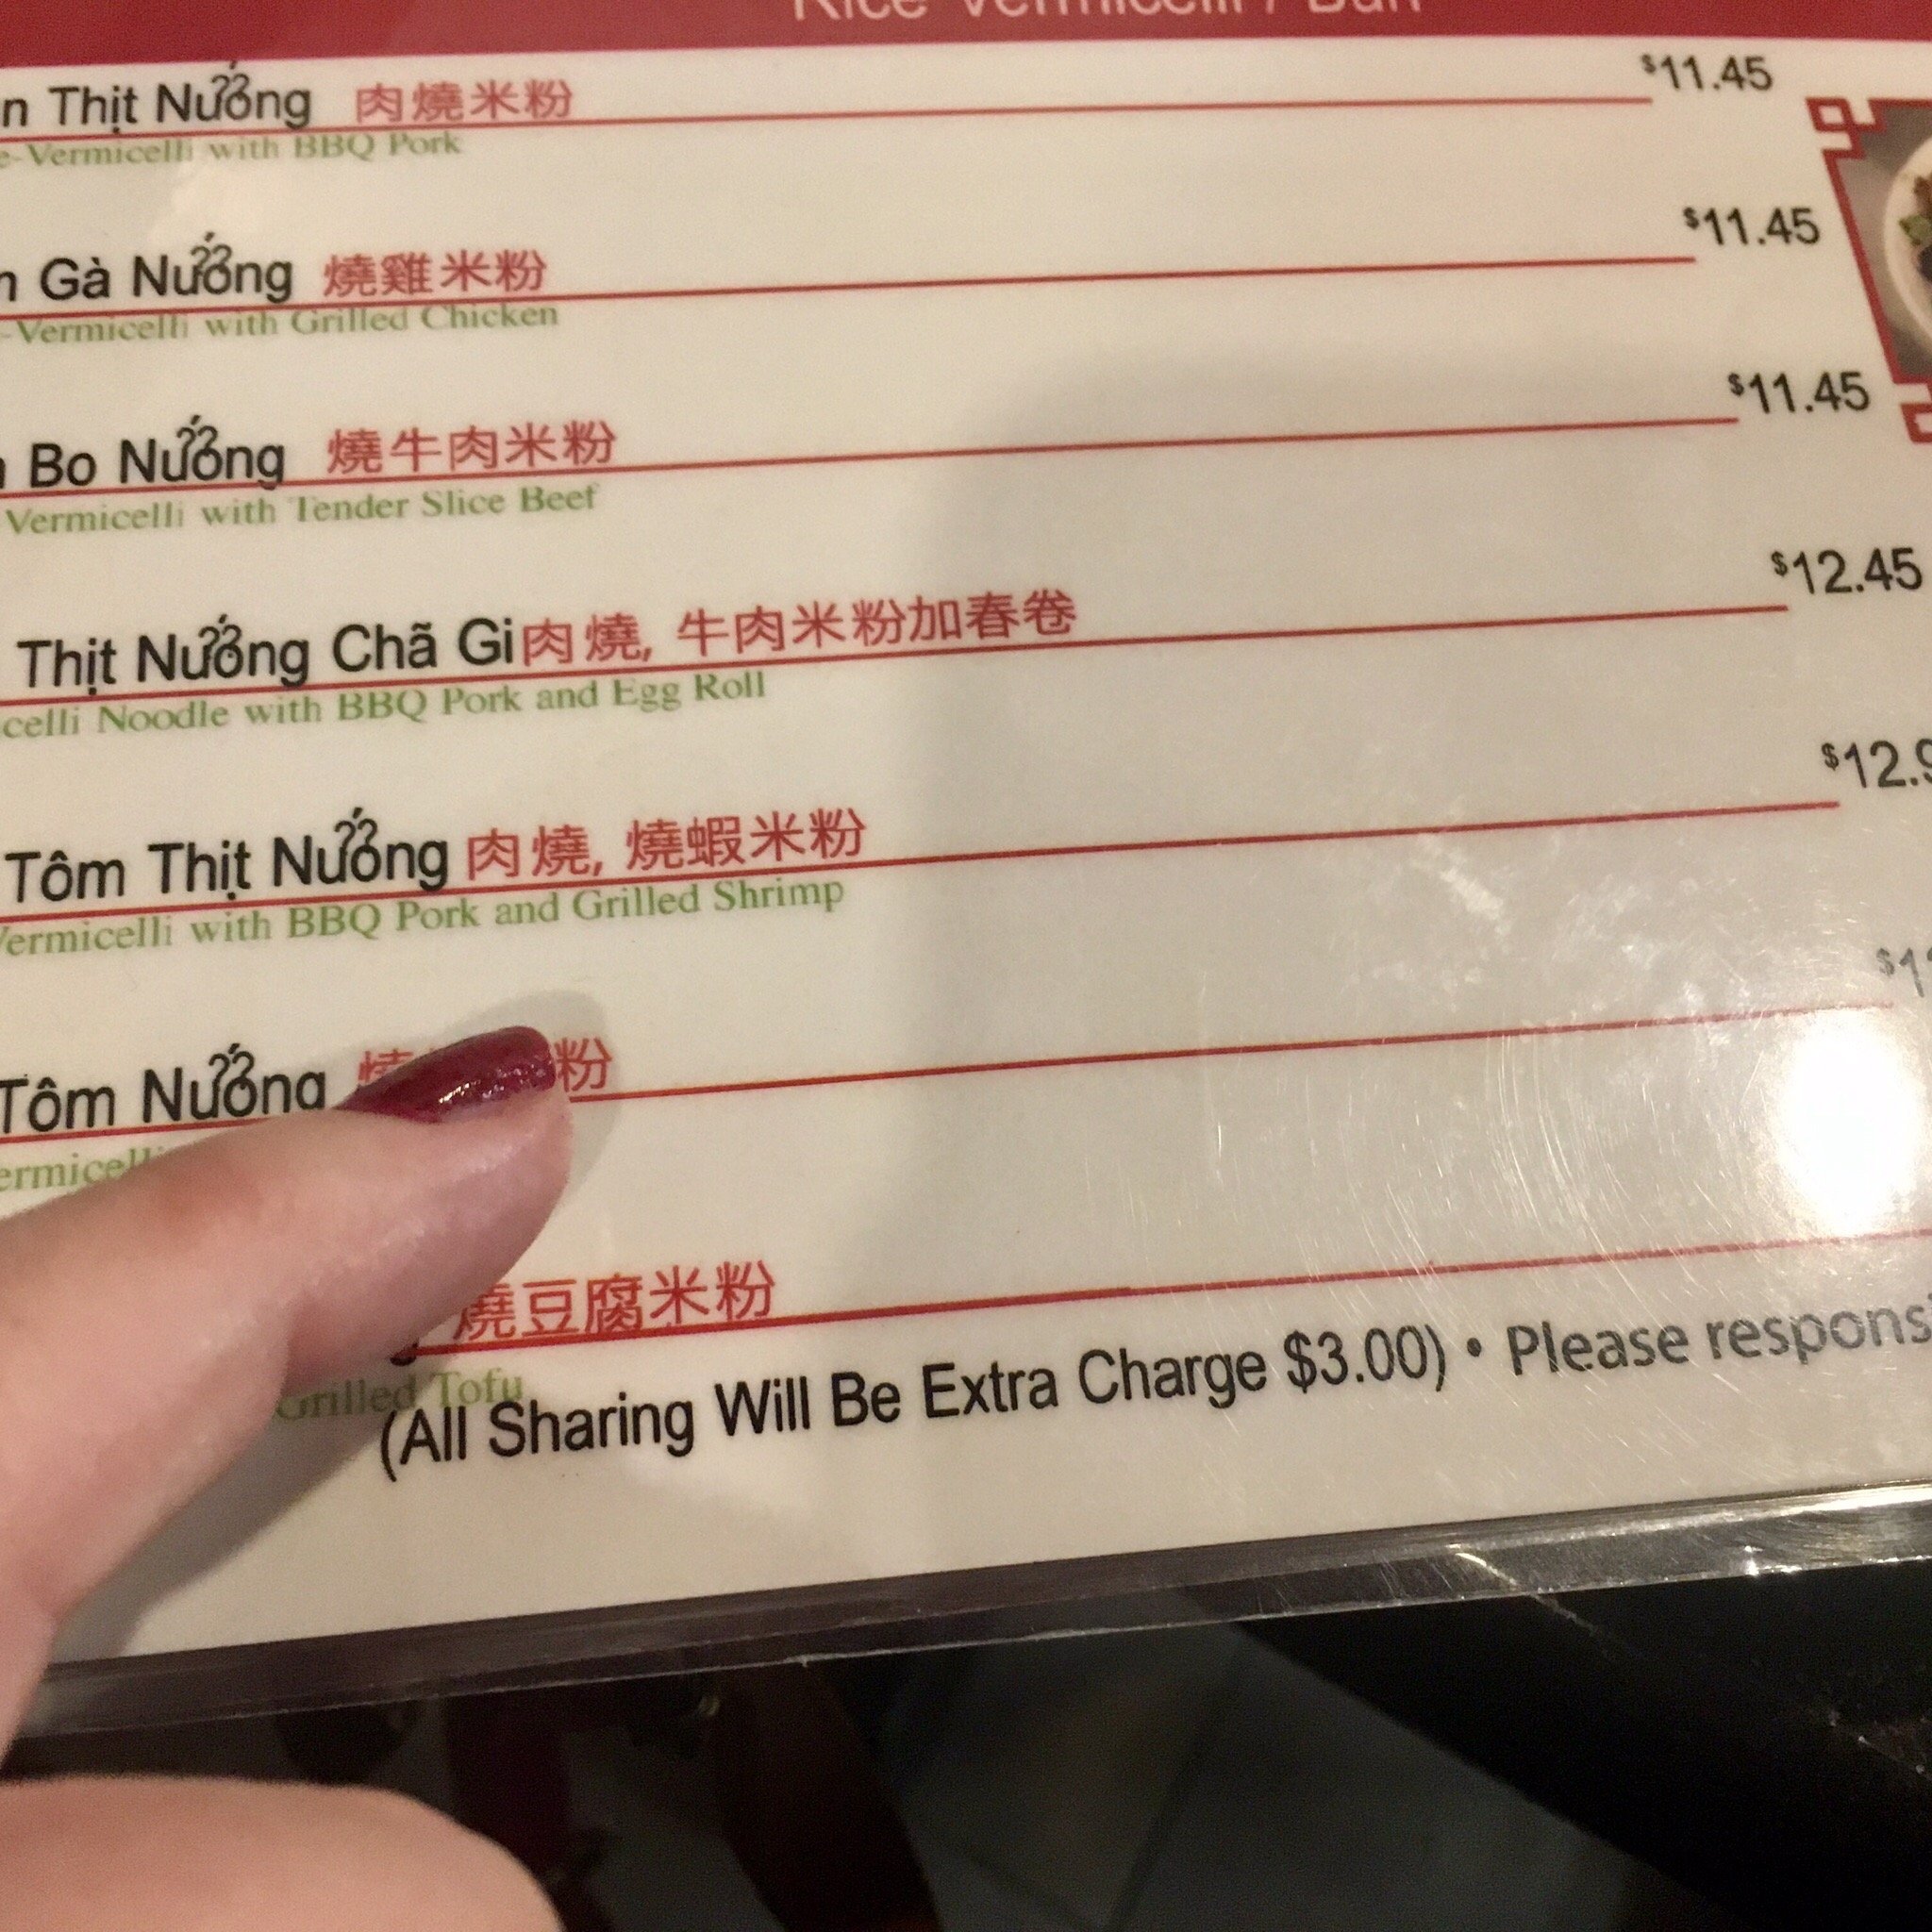 Rice Vermicelli / Bún
Thịt Nướng 肉燒米粉 $11.45
Vermicelli with BBQ Pork
Gà Nướng 燒雞米粉 $11.45
Vermicelli with Grilled Chicken
Bo Nướng 燒牛肉米粉 $11.45
Vermicelli with Tender Slice Beef
Thịt Nướng Chã Gi 肉燒, 牛肉米粉加春卷 $12.45
Noodle with BBQ Pork and Egg Roll
Tôm Thịt Nướng 肉燒, 燒蝦米粉
Vermicelli with BBQ Pork and Grilled Shrimp
Tôm Nướng 粉
燒豆腐米粉
Grilled Tofu
(All Sharing Will Be Extra Charge $3.00) • Please